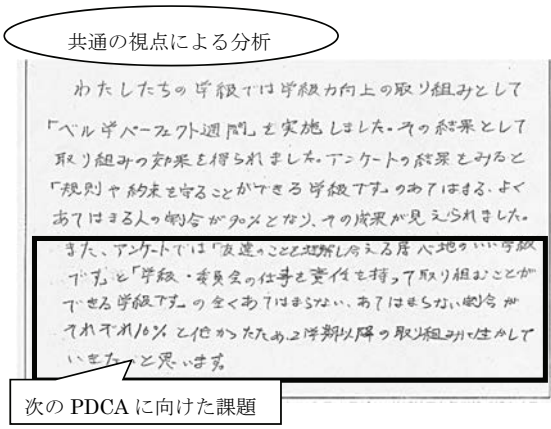 共通の視点による分析
わたしたちの学級では学級力向上の取り組みとして
「ベル学パーフェクト週間」を実施しました。その結果として
取り組みの効果を得られました。アンケートの結果をみると
「規則や約束を守ることができる学級です。」のあてはまる、よく
あてはまる人の割合が90%となり、その成果が見えられました。
また、アンケートでは「友達のことを理解し合える居心地のいい学級
です。」と「学級・委員会の仕事を責任を持って取り組むことが
できる学級です。」の全くあてはまらない、あてはまらない割合が
それぞれ10%と低かったため、2学期以降の取り組みに生かして
いきたいと思います。
次の PDCA に向けた課題